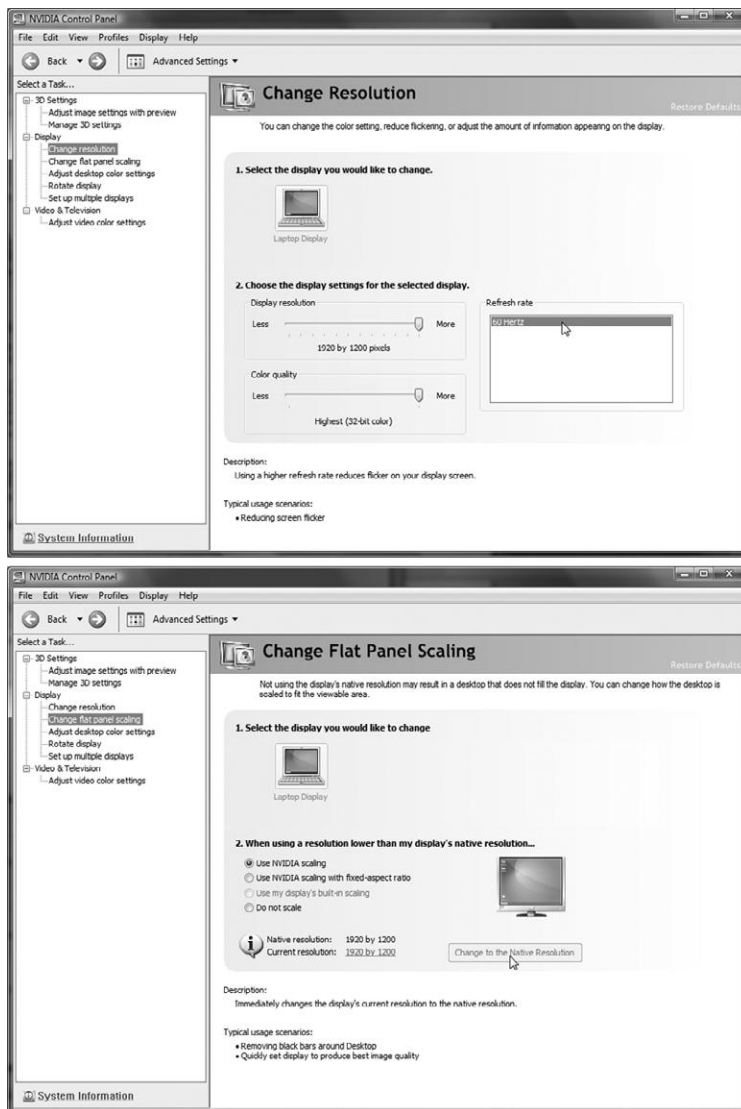 NVIDIA Control Panel
File Edit View Profiles Display Help
Back Advanced Settings
Select a Task...
3D Settings
Adjust image settings with preview
Manage 3D settings
Display
Change resolution
Change flat panel scaling
Adjust desktop color settings
Rotate display
Set up multiple displays
Video & Television
Adjust video color settings
System Information
Change Resolution
Restore Defaults
You can change the color setting, reduce flickering, or adjust the amount of information appearing on the display.
1. Select the display you would like to change.
Laptop Display
2. Choose the display settings for the selected display.
Display resolution
Less More
1920 by 1200 pixels
Color quality
Less More
Highest (32-bit color)
Refresh rate
60 Hertz
Description:
Using a higher refresh rate reduces flicker on your display screen.
Typical usage scenarios:
• Reducing screen flicker
NVIDIA Control Panel
File Edit View Profiles Display Help
Back Advanced Settings
Select a Task...
3D Settings
Adjust image settings with preview
Manage 3D settings
Display
Change resolution
Change flat panel scaling
Adjust desktop color settings
Rotate display
Set up multiple displays
Video & Television
Adjust video color settings
System Information
Change Flat Panel Scaling
Restore Defaults
Not using the display's native resolution may result in a desktop that does not fill the display. You can change how the desktop is
scaled to fit the viewable area.
1. Select the display you would like to change
Laptop Display
2. When using a resolution lower than my display's native resolution...
Use NVIDIA scaling
Use NVIDIA scaling with fixed-aspect ratio
Use my display's built-in scaling
Do not scale
Native resolution: 1920 by 1200
Current resolution: 1920 by 1200
Change to the Native Resolution
Description:
Immediately changes the display's current resolution to the native resolution.
Typical usage scenarios:
• Removing black bars around Desktop
• Quickly set display to produce best image quality